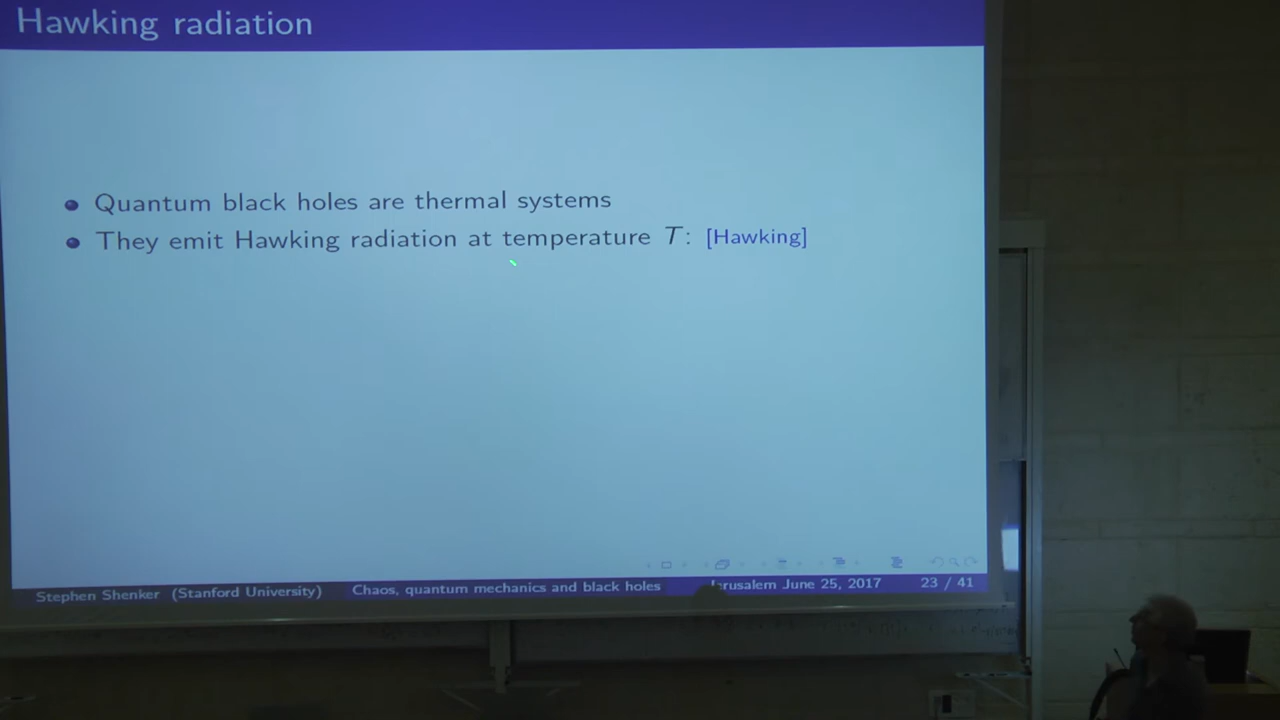 Hawking radiation
Quantum black holes are thermal systems
They emit Hawking radiation at temperature T: [Hawking]
Stephen Shenker (Stanford University) Chaos, quantum mechanics and black holes Jerusalem June 25, 2017 23 / 41